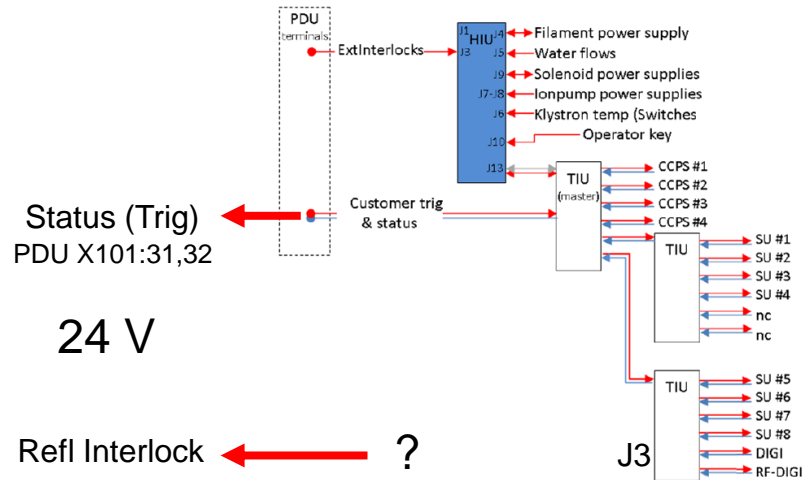 PDU
terminals
ExtInterlocks
J1
J3
HIU
J4
J5
J9
J7-J8
J6
J10
J13
Filament power supply
Water flows
Solenoid power supplies
Ionpump power supplies
Klystron temp (Switches
Operator key
TIU
(master)
CCPS #1
CCPS #2
CCPS #3
CCPS #4
Customer trig
& status
Status (Trig)
PDU X101:31,32
24 V
TIU
SU #1
SU #2
SU #3
SU #4
nc
nc
TIU
J3
SU #5
SU #6
SU #7
SU #8
DIGI
RF-DIGI
Refl Interlock
?